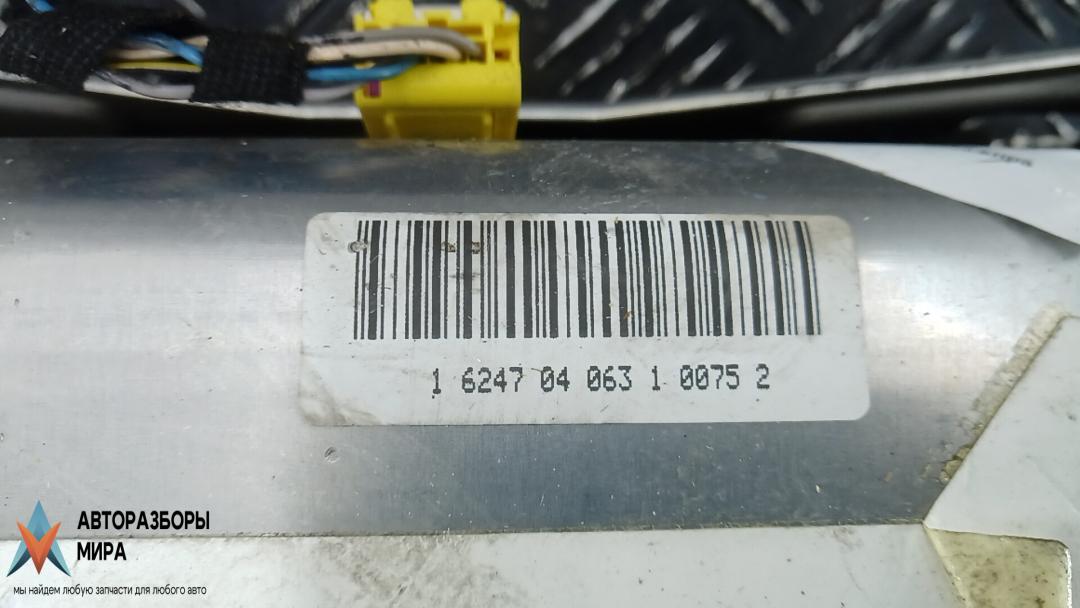 1 6247 04 063 1 0075 2
АВТОРАЗБОРЫ
МИРА
мы найдем любую запчасти для любого авто